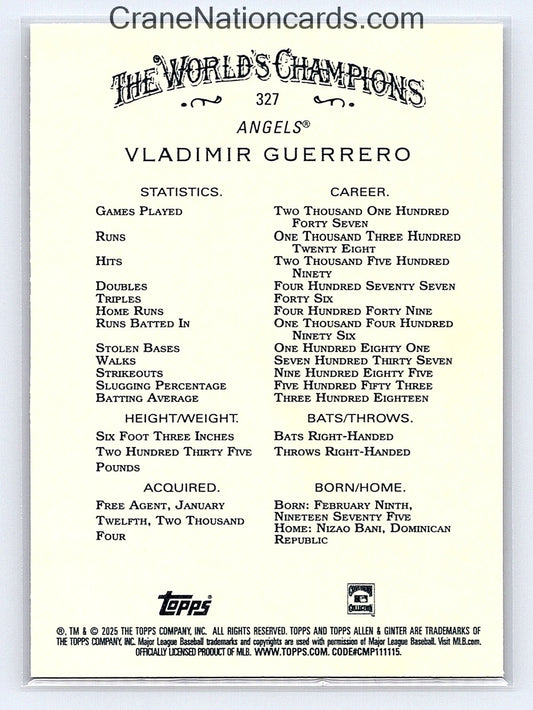 CraneNationcards.com
THE WORLD'S CHAMPIONS
327
ANGELS®
VLADIMIR GUERRERO
STATISTICS. CAREER.
GAMES PLAYED TWO THOUSAND ONE HUNDRED
FORTY SEVEN
RUNS ONE THOUSAND THREE HUNDRED
TWENTY EIGHT
HITS TWO THOUSAND FIVE HUNDRED
NINETY
DOUBLES FOUR HUNDRED SEVENTY SEVEN
TRIPLES FORTY SIX
HOME RUNS FOUR HUNDRED FORTY NINE
RUNS BATTED IN ONE THOUSAND FOUR HUNDRED
NINETY SIX
STOLEN BASES ONE HUNDRED EIGHTY ONE
WALKS SEVEN HUNDRED THIRTY SEVEN
STRIKEOUTS NINE HUNDRED EIGHTY FIVE
SLUGGING PERCENTAGE FIVE HUNDRED FIFTY THREE
BATTING AVERAGE THREE HUNDRED EIGHTEEN
HEIGHT/WEIGHT. BATS/THROWS.
SIX FOOT THREE INCHES BATS RIGHT-HANDED
TWO HUNDRED THIRTY FIVE THROWS RIGHT-HANDED
POUNDS
ACQUIRED. BORN/HOME.
FREE AGENT, JANUARY BORN: FEBRUARY NINTH,
TWELFTH, TWO THOUSAND NINETEEN SEVENTY FIVE
FOUR HOME: NIZAO BANI, DOMINICAN
REPUBLIC
Topps
®, TM & © 2025 THE TOPPS COMPANY, INC. ALL RIGHTS RESERVED. TOPPS AND TOPPS ALLEN & GINTER ARE TRADEMARKS OF
THE TOPPS COMPANY, INC. Major League Baseball trademarks and copyrights are used with permission of Major League Baseball. Visit MLB.com.
OFFICIALLY LICENSED PRODUCT OF MLB. WWW.TOPPS.COM. CODE#CMP111115.